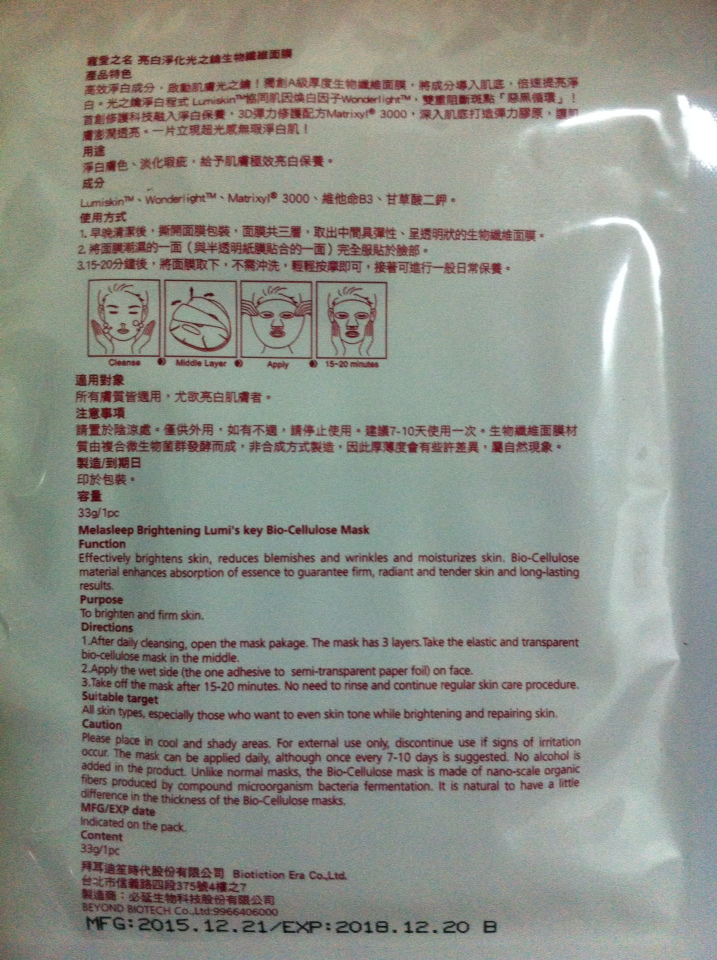 寵愛之名 亮白淨化光之鑰生物纖維面膜
產品特色
高效淨白成分，啟動肌膚光之鑰！獨創A級厚度生物纖維面膜，將成分導入肌底，倍速提亮淨
白。光之鑰淨白程式 Lumiskin™協同肌因煥白因子Wonderlight™，雙重阻斷斑點「惡黑循環」！
首創修護科技融入淨白保養，3D彈力修護配方Matrixyl® 3000，深入肌底打造彈力膠原，讓肌
膚澎潤透亮。一片立現超光感無瑕淨白肌！
用途
淨白膚色、淡化瑕疵，給予肌膚極效亮白保養。
成分
Lumiskin™、Wonderlight™、Matrixyl® 3000、維他命B3、甘草酸二鉀。
使用方式
1. 早晚清潔後，撕開面膜包裝，面膜共三層，取出中間具彈性、呈透明狀的生物纖維面膜。
2. 將面膜潮濕的一面（與半透明紙膜貼合的一面）完全服貼於臉部。
3.15-20分鐘後，將面膜取下，不需沖洗，輕輕按摩即可，接著可進行一般日常保養。
Cleanse Middle Layer Apply 15-20 minutes
適用對象
所有膚質皆適用，尤欲亮白肌膚者。
注意事項
請置於陰涼處。僅供外用，如有不適，請停止使用。建議7-10天使用一次。生物纖維面膜材
質由複合微生物菌群發酵而成，非合成方式製造，因此厚薄度會有些許差異，屬自然現象。
製造/到期日
印於包裝。
容量
33g/1pc
Melasleep Brightening Lumi's key Bio-Cellulose Mask
Function
Effectively brightens skin, reduces blemishes and wrinkles and moisturizes skin. Bio-Cellulose
material enhances absorption of essence to guarantee firm, radiant and tender skin and long-lasting
results.
Purpose
To brighten and firm skin.
Directions
1.After daily cleansing, open the mask pakage. The mask has 3 layers.Take the elastic and transparent
bio-cellulose mask in the middle.
2.Apply the wet side (the one adhesive to semi-transparent paper foil) on face.
3.Take off the mask after 15-20 minutes. No need to rinse and continue regular skin care procedure.
Suitable target
All skin types, especially those who want to even skin tone while brightening and repairing skin.
Caution
Please place in cool and shady areas. For external use only, discontinue use if signs of irritation
occur. The mask can be applied daily, although once every 7-10 days is suggested. No alcohol is
added in the product. Unlike normal masks, the Bio-Cellulose mask is made of nano-scale organic
fibers produced by compound microorganism bacteria fermentation. It is natural to have a little
difference in the thickness of the Bio-Cellulose masks.
MFG/EXP date
Indicated on the pack.
Content
33g/1pc
拜耳迪笙時代股份有限公司 Biotiction Era Co.,Ltd.
台北市信義路四段375號4樓之7
製造商：必延生物科技股份有限公司
BEYOND BIOTECH Co.,Ltd:9966406000
MFG:2015.12.21/EXP:2018.12.20 B